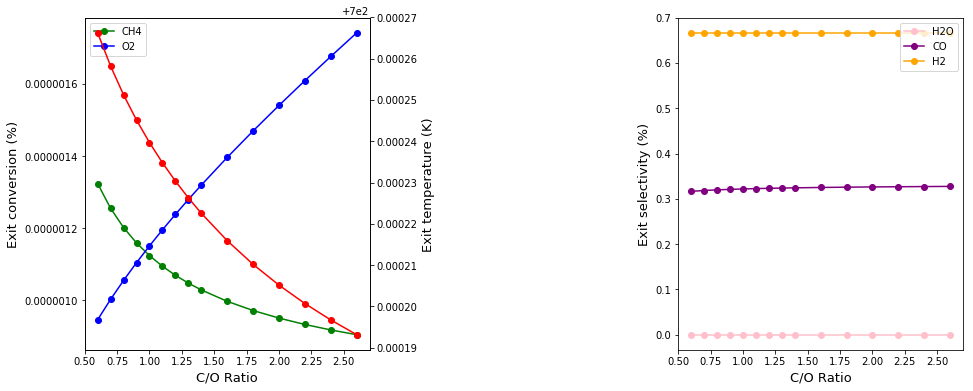 +7e2
CH4
O2
0.0000016
0.0000014
0.0000012
0.0000010
Exit conversion (%)
0.50 0.75 1.00 1.25 1.50 1.75 2.00 2.25 2.50
C/O Ratio
0.00027
0.00026
0.00025
0.00024
0.00023
0.00022
0.00021
0.00020
0.00019
Exit temperature (K)
H2O
CO
H2
0.7
0.6
0.5
0.4
0.3
0.2
0.1
0.0
Exit selectivity (%)
0.50 0.75 1.00 1.25 1.50 1.75 2.00 2.25 2.50
C/O Ratio